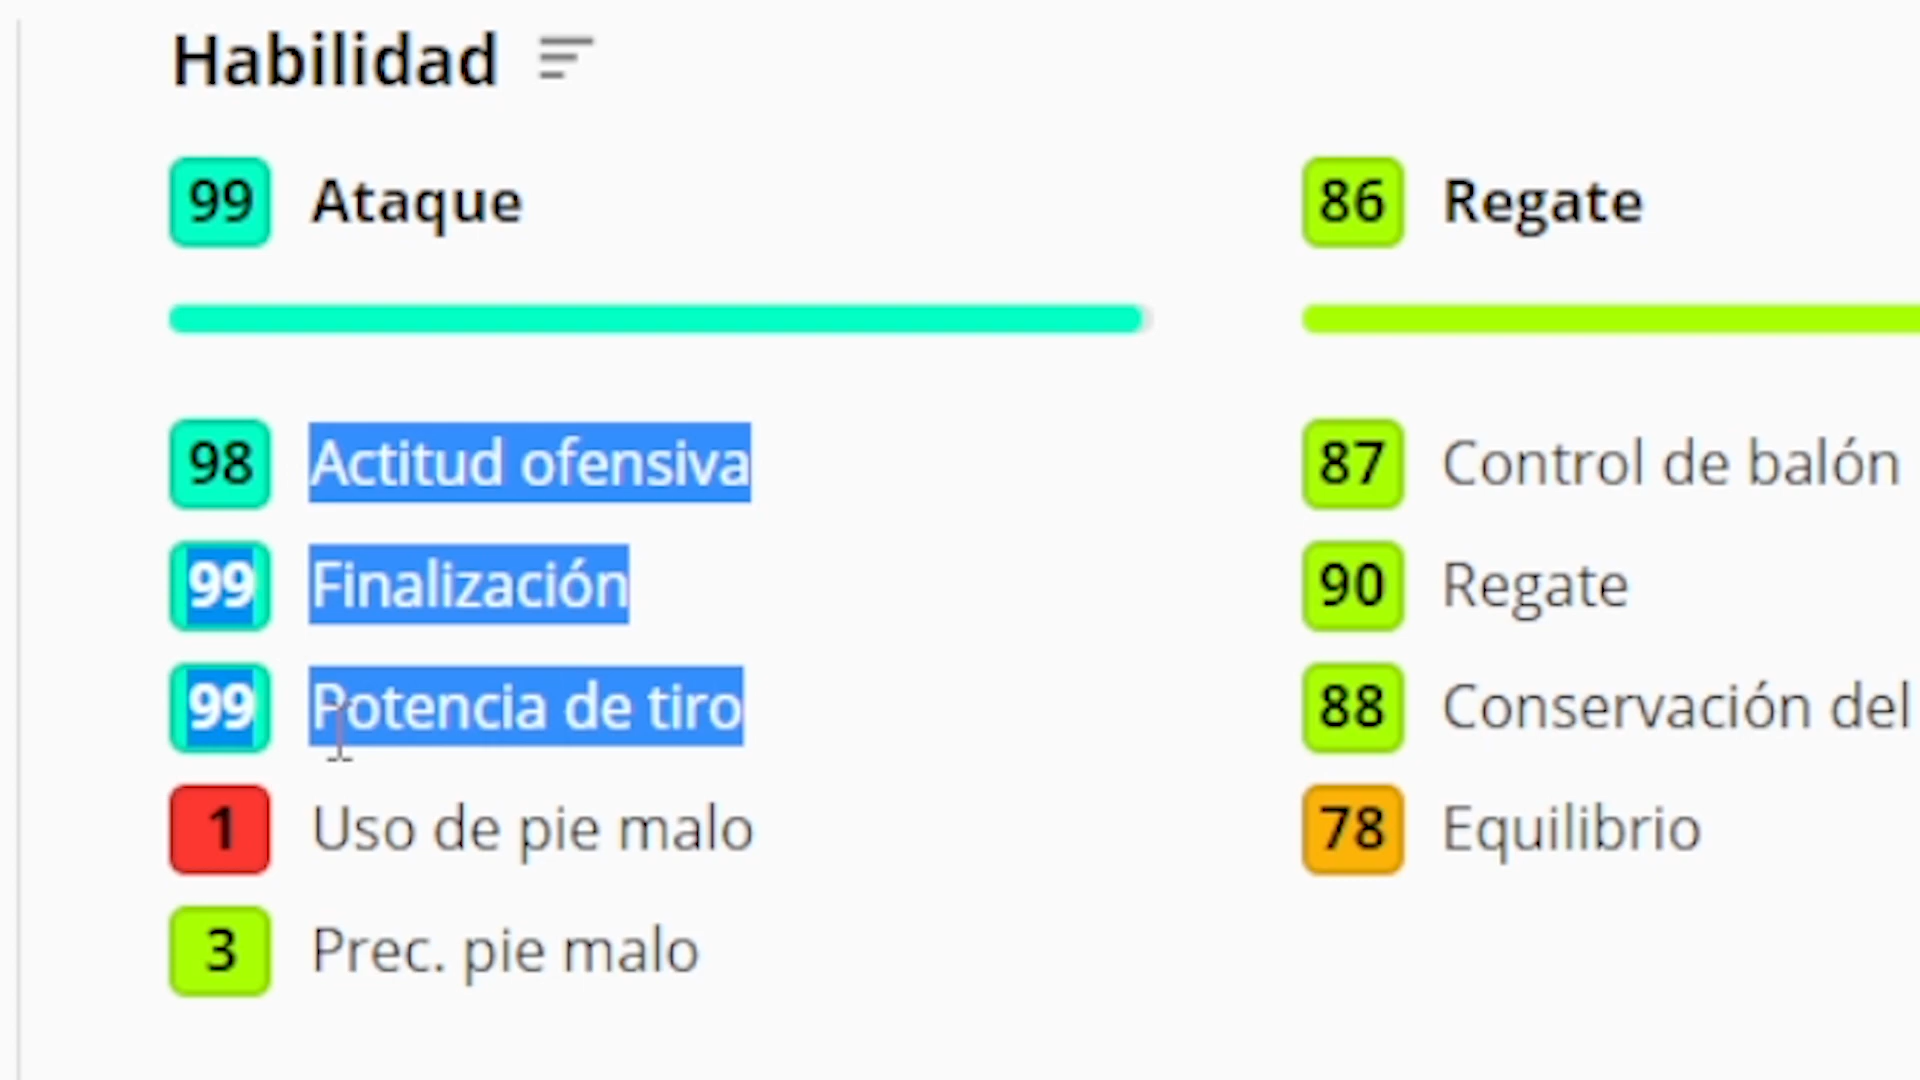 Habilidad
99 Ataque
98 Actitud ofensiva
99 Finalización
99 Potencia de tiro
1 Uso de pie malo
3 Prec. pie malo
86 Regate
87 Control de balón
90 Regate
88 Conservación del
78 Equilibrio